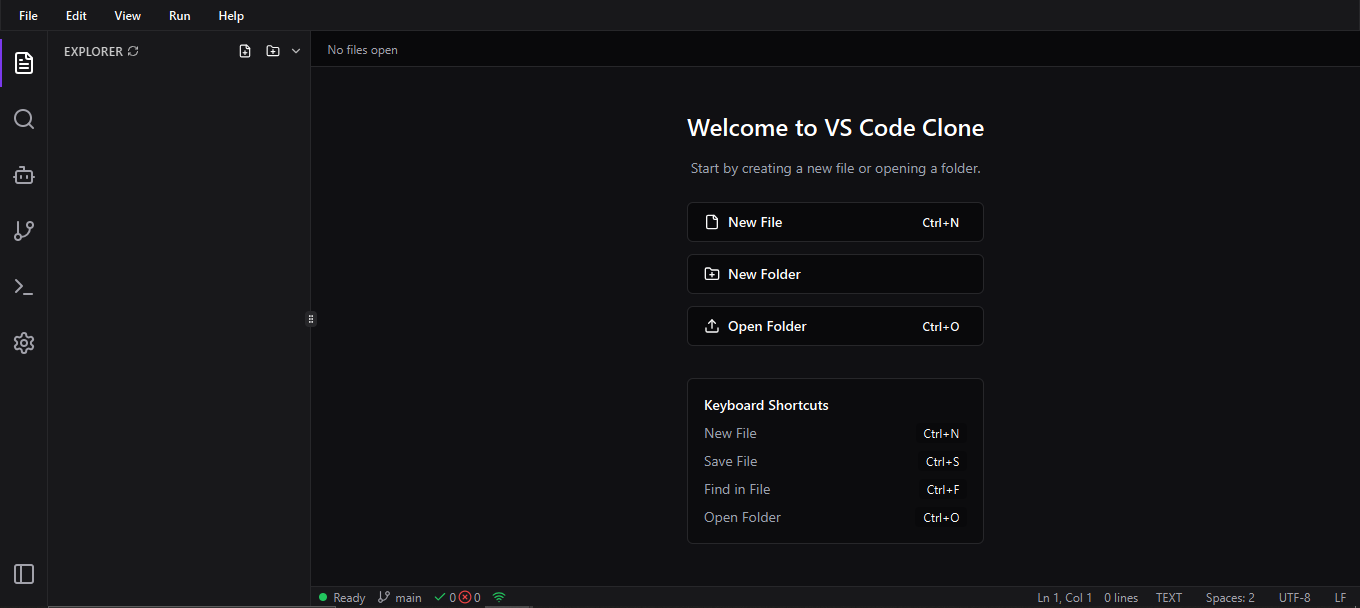 File Edit View Run Help
EXPLORER
No files open
Welcome to VS Code Clone
Start by creating a new file or opening a folder.
New File Ctrl+N
New Folder
Open Folder Ctrl+O
Keyboard Shortcuts
New File Ctrl+N
Save File Ctrl+S
Find in File Ctrl+F
Open Folder Ctrl+O
Ready main 0 0 Ln 1, Col 1 0 lines TEXT Spaces: 2 UTF-8 LF